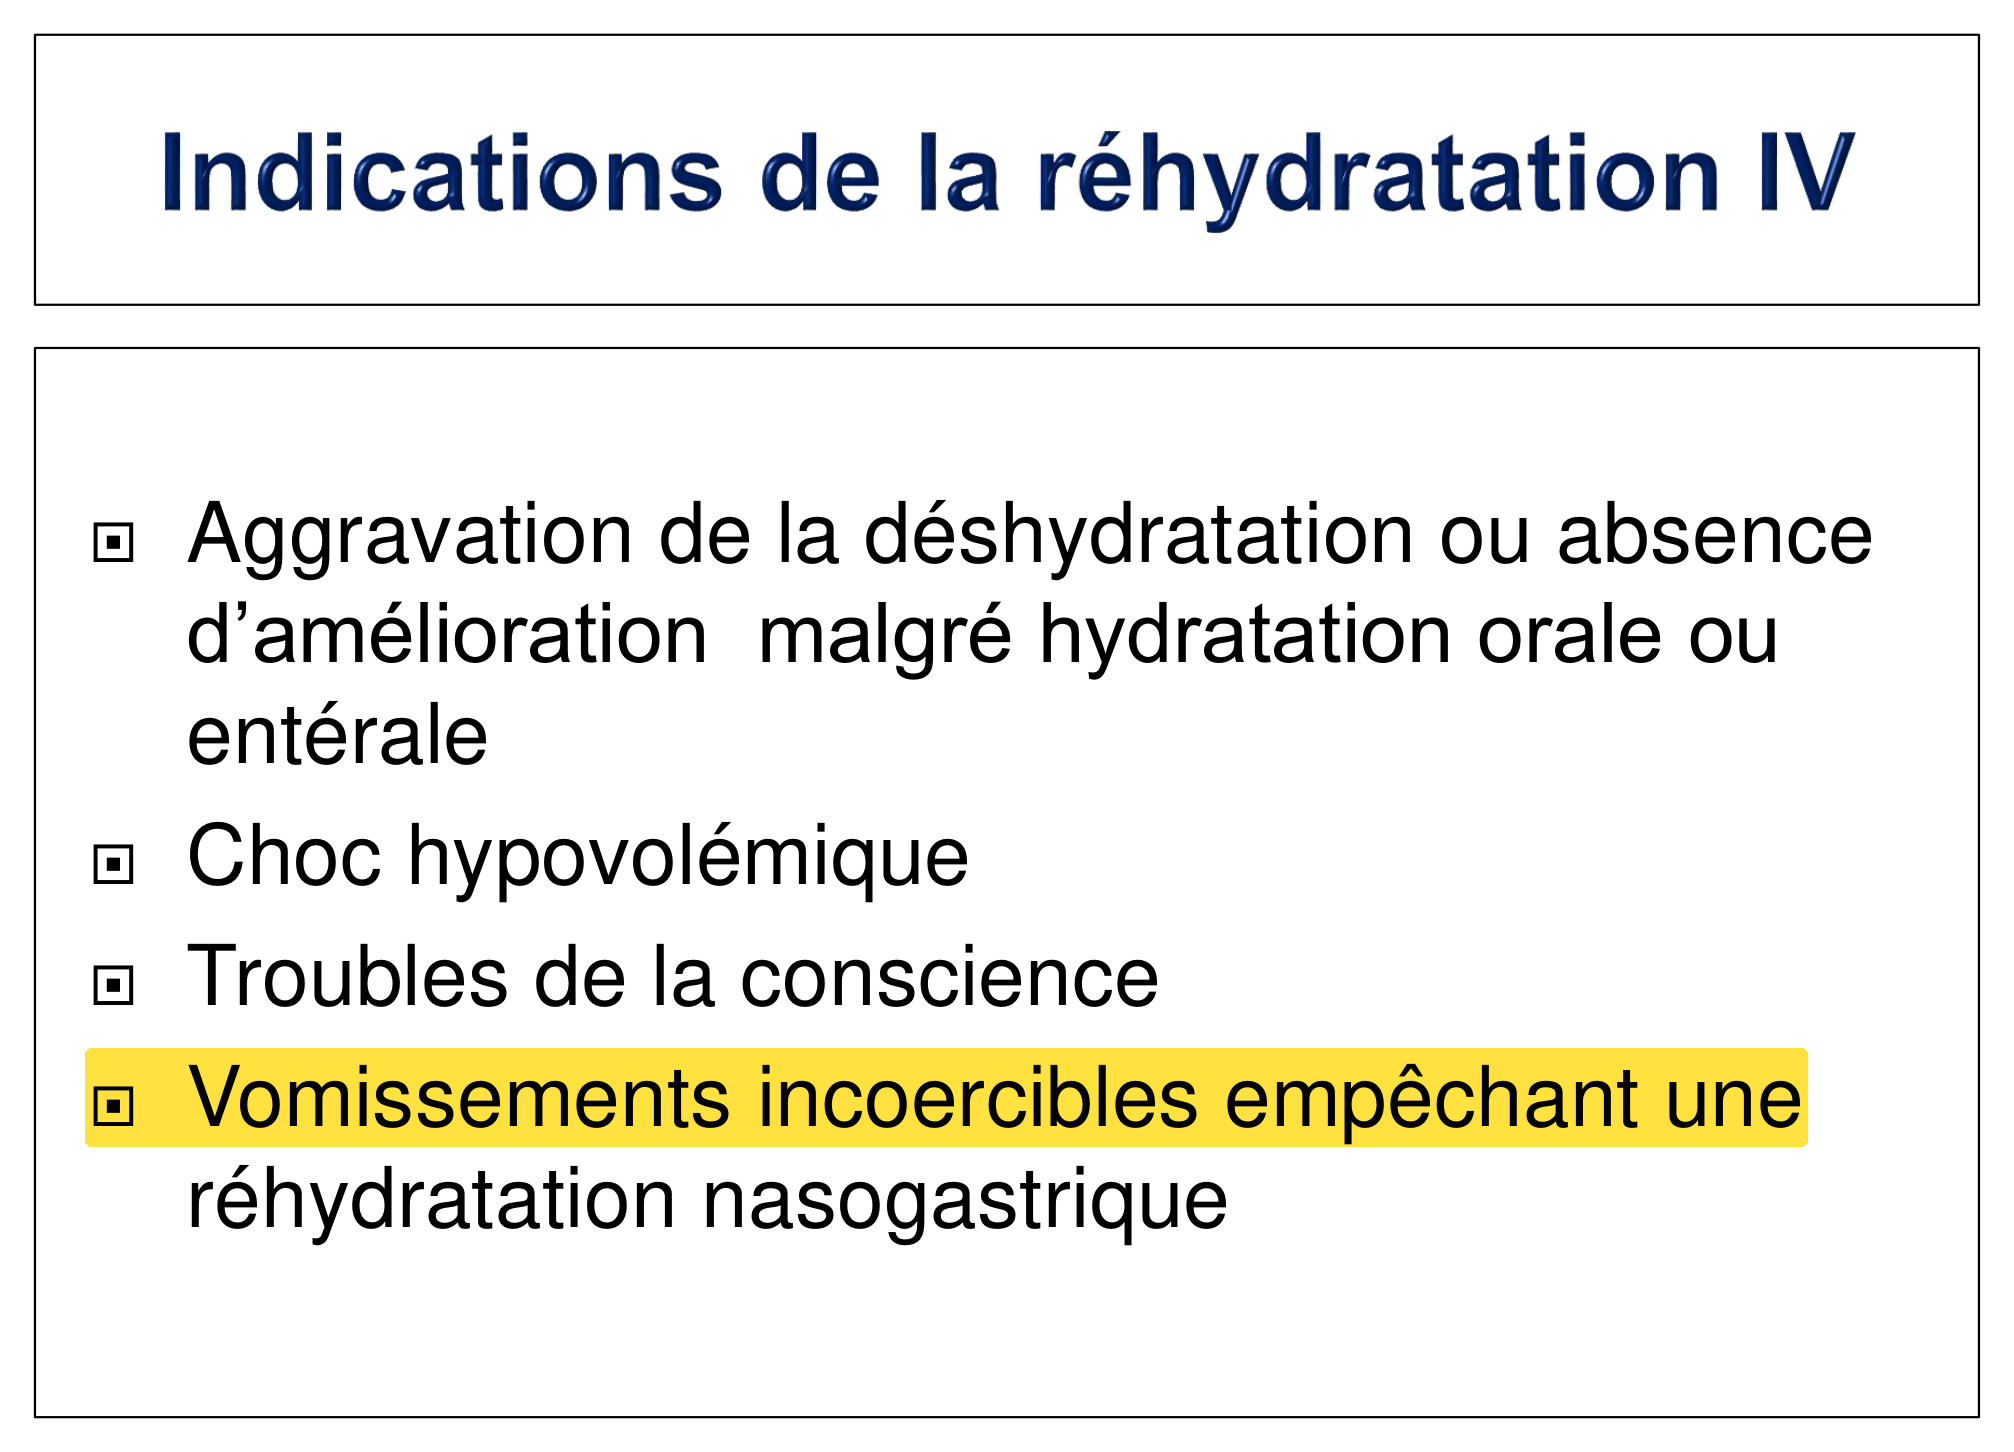 Indications de la réhydratation IV
Aggravation de la déshydratation ou absence
d’amélioration  malgré hydratation orale ou
entérale
Choc hypovolémique
Troubles de la conscience
Vomissements incoercibles empêchant une
réhydratation nasogastrique